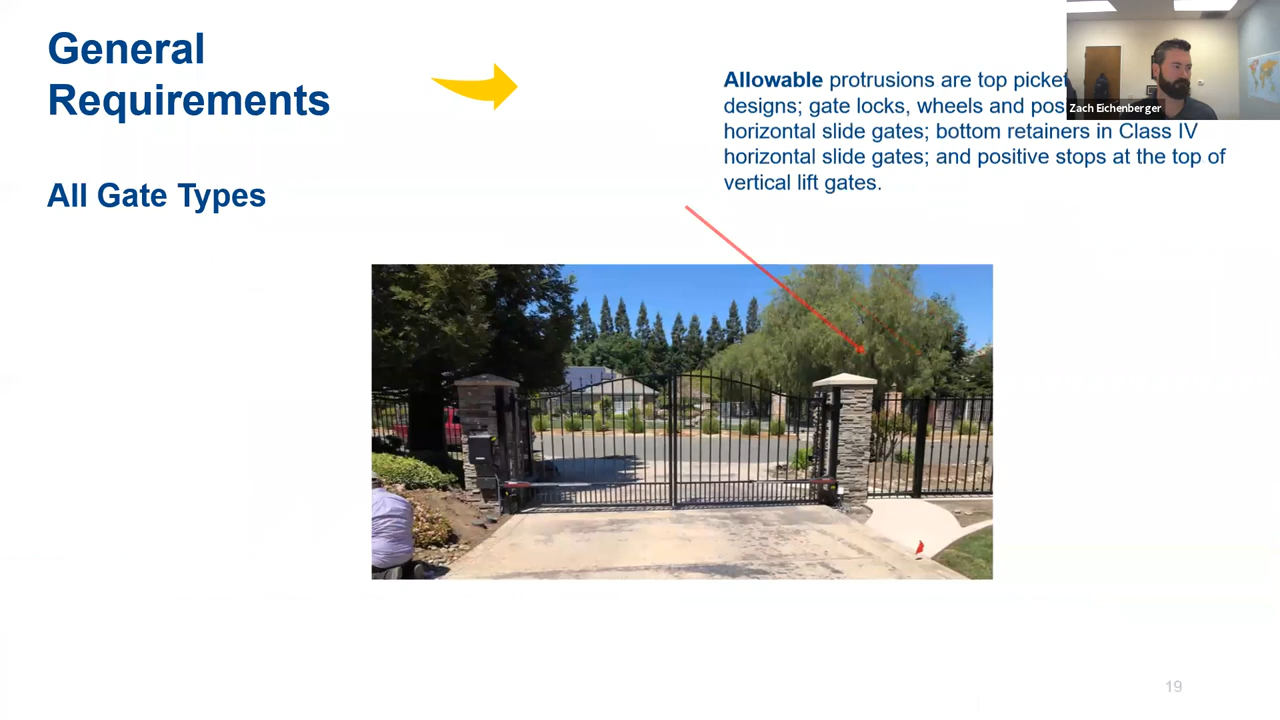 General
Requirements
All Gate Types
Allowable protrusions are top
designs; gate locks, wheels and
horizontal slide gates; bottom retainers in Class IV
horizontal slide gates; and positive stops at the top of
vertical lift gates.
Zach Eichenberger
19